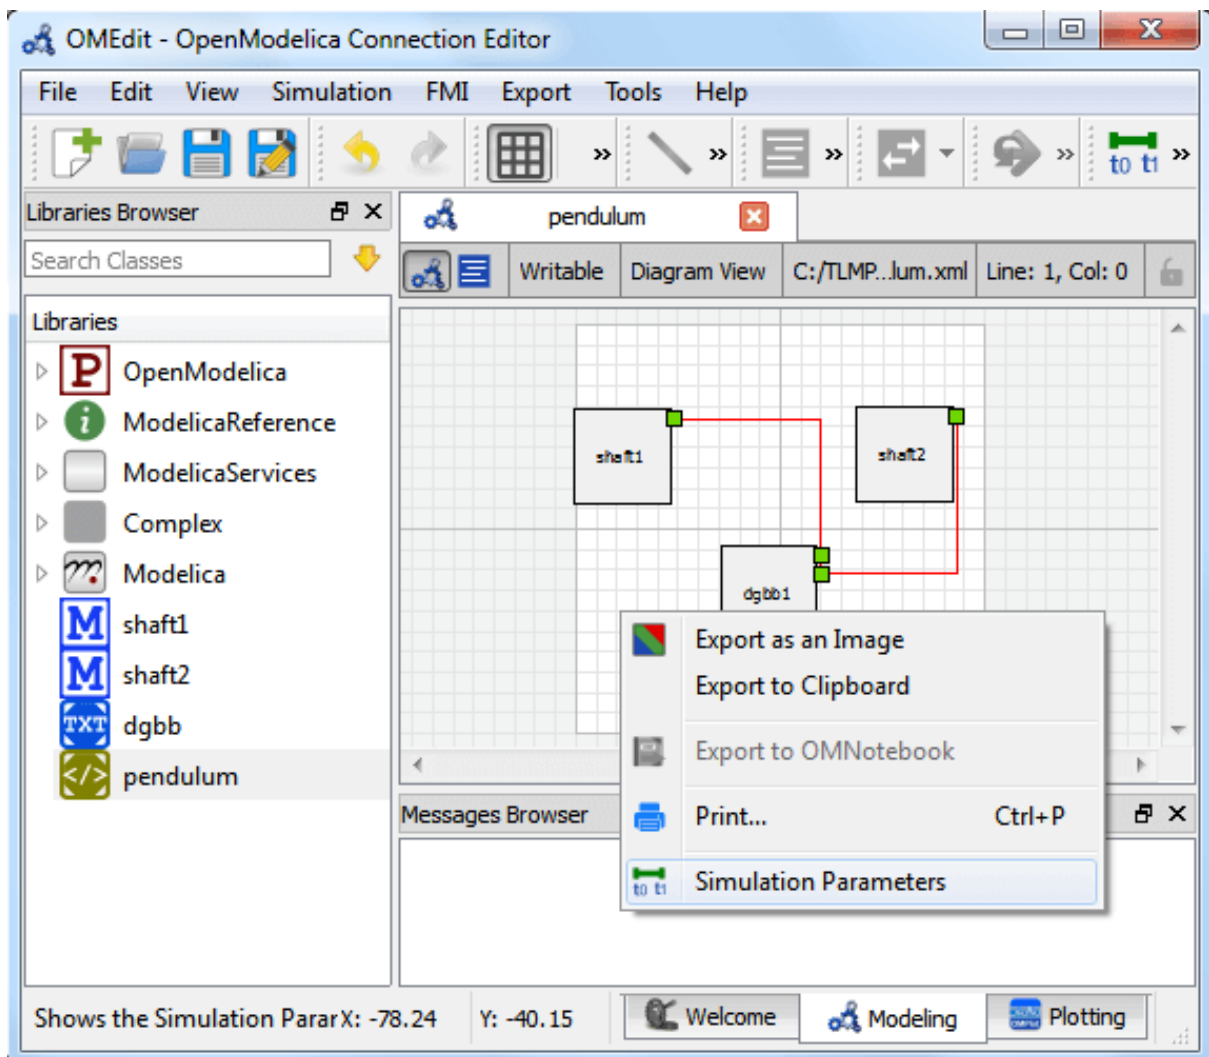 OMEdit - OpenModelica Connection Editor
File Edit View Simulation FMI Export Tools Help
t0 t1
Libraries Browser
pendulum
Search Classes
Writable Diagram View C:/TLMP...lum.xml Line: 1, Col: 0
Libraries
P OpenModelica
i ModelicaReference
ModelicaServices
Complex
m Modelica
M shaft1
M shaft2
TXT dgbb
</> pendulum
shaft1
shaft2
dgbb1
Export as an Image
Export to Clipboard
Export to OMNotebook
Print... Ctrl+P
t0 t1 Simulation Parameters
Messages Browser
Shows the Simulation Parar X: -78.24 Y: -40.15 Welcome Modeling Plotting